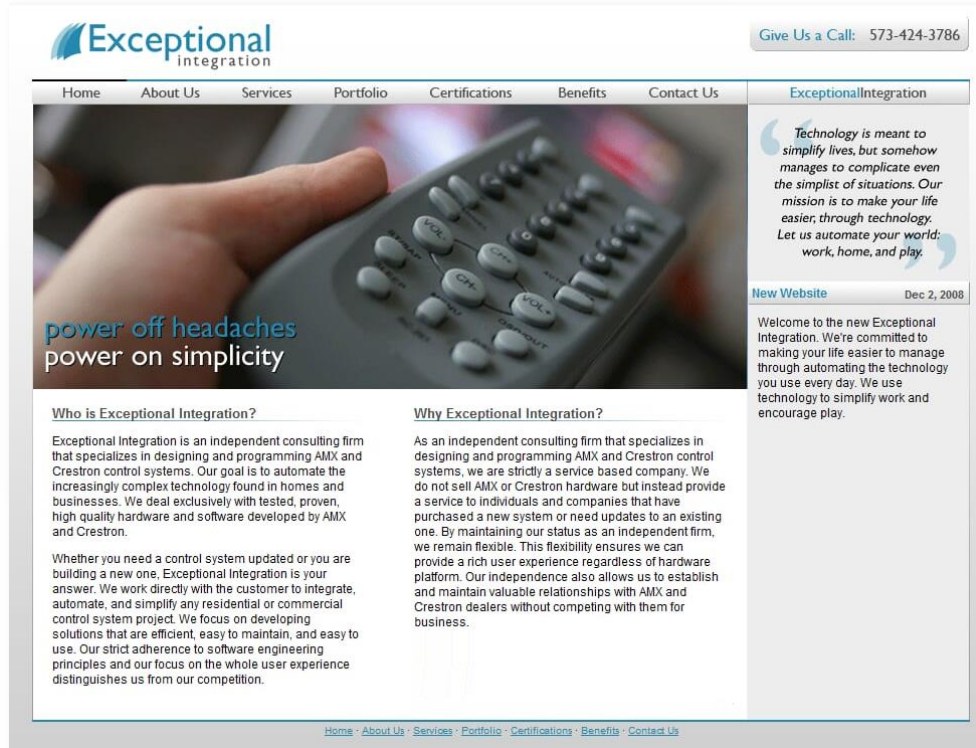 Exceptional
integration
Give Us a Call: 573-424-3786
Home About Us Services Portfolio Certifications Benefits Contact Us
ExceptionalIntegration
VOL-
CH+
CH-
VOL+
MENU
power off headaches
power on simplicity
“Technology is meant to
simplify lives, but somehow
manages to complicate even
the simplist of situations. Our
mission is to make your life
easier, through technology.
Let us automate your world:
work, home, and play.”
New Website Dec 2, 2008
Welcome to the new Exceptional
Integration. We're committed to
making your life easier to manage
through automating the technology
you use every day. We use
technology to simplify work and
encourage play.
Who is Exceptional Integration?
Exceptional Integration is an independent consulting firm
that specializes in designing and programming AMX and
Crestron control systems. Our goal is to automate the
increasingly complex technology found in homes and
businesses. We deal exclusively with tested, proven,
high quality hardware and software developed by AMX
and Crestron.
Whether you need a control system updated or you are
building a new one, Exceptional Integration is your
answer. We work directly with the customer to integrate,
automate, and simplify any residential or commercial
control system project. We focus on developing
solutions that are efficient, easy to maintain, and easy to
use. Our strict adherence to software engineering
principles and our focus on the whole user experience
distinguishes us from our competition.
Why Exceptional Integration?
As an independent consulting firm that specializes in
designing and programming AMX and Crestron control
systems, we are strictly a service based company. We
do not sell AMX or Crestron hardware but instead provide
a service to individuals and companies that have
purchased a new system or need updates to an existing
one. By maintaining our status as an independent firm,
we remain flexible. This flexibility ensures we can
provide a rich user experience regardless of hardware
platform. Our independence also allows us to establish
and maintain valuable relationships with AMX and
Crestron dealers without competing with them for
business.
Home · About Us · Services · Portfolio · Certifications · Benefits · Contact Us